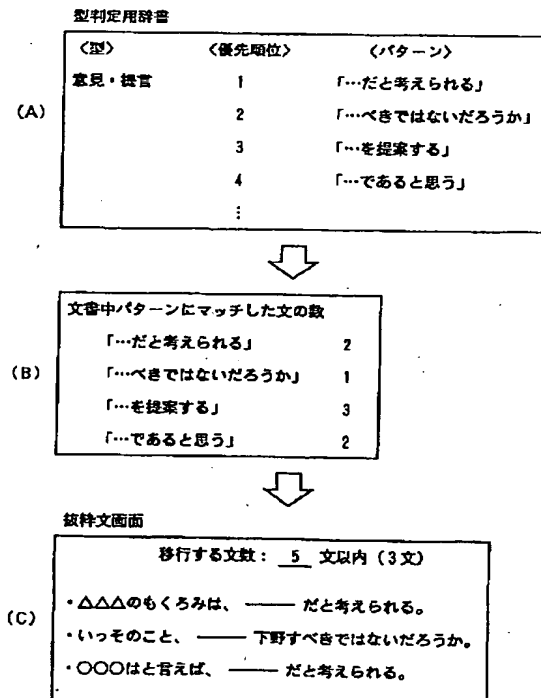 型判定用辞書
〈型〉 〈優先順位〉 〈パターン〉
意見・提言 1 「…だと考えられる」
2 「…べきではないだろうか」
3 「…を提案する」
4 「…であると思う」
⋮
(A)
文書中パターンにマッチした文の数
「…だと考えられる」 2
「…べきではないだろうか」 1
「…を提案する」 3
「…であると思う」 2
(B)
抜粋文画面
移行する文数： 5 文以内（3文）
・△△△のもくろみは、 —— だと考えられる。
・いっそのこと、 —— 下野すべきではないだろうか。
・○○○はと言えば、 —— だと考えられる。
(C)